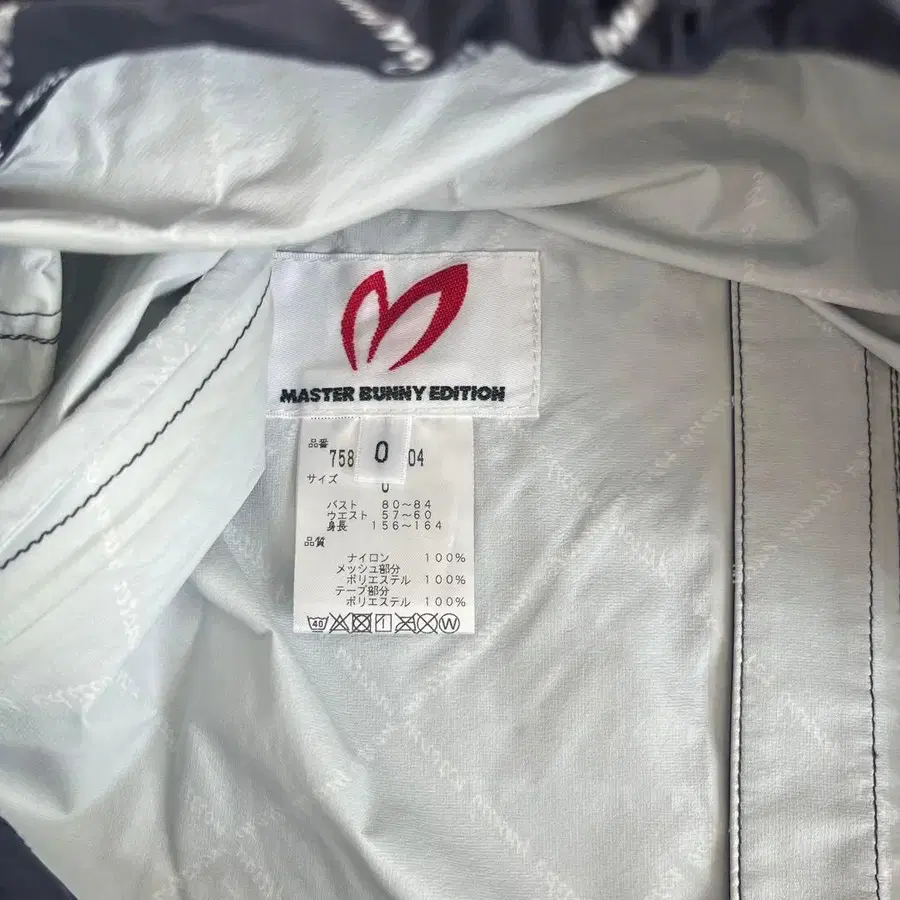 MASTER BUNNY EDITION
品番
758 0 04
サイズ
0
バスト 80〜84
ウエスト 57〜60
身長 156〜164
品質
ナイロン 100%
メッシュ部分
ポリエステル 100%
テープ部分
ポリエステル 100%
40 1 W